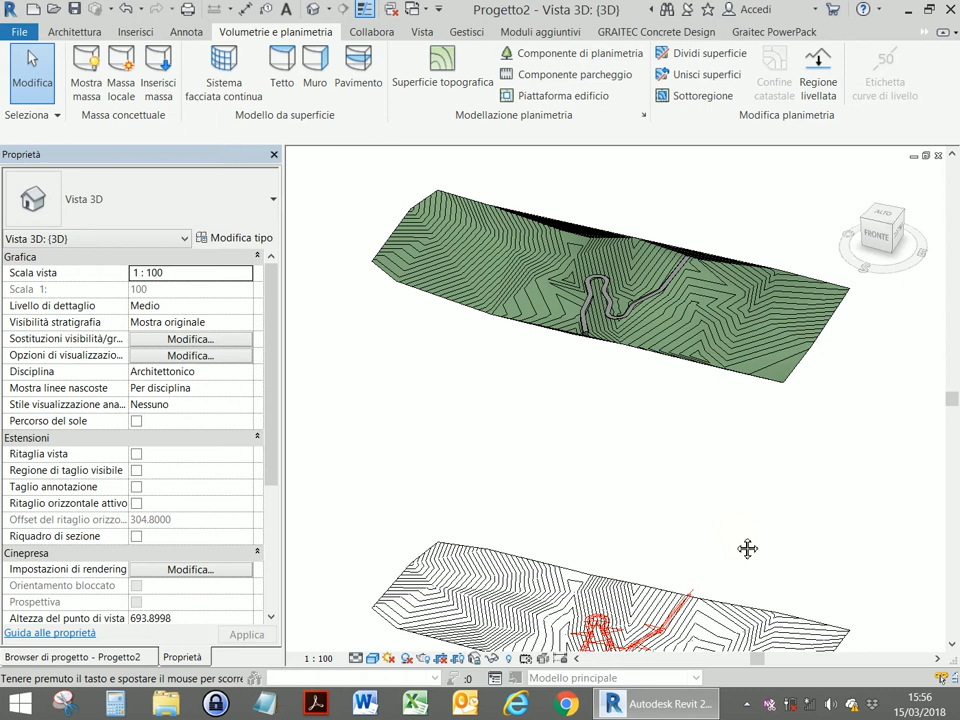 Progetto2 - Vista 3D: {3D}
Accedi
File
Architettura
Inserisci
Annota
Volumetrie e planimetria
Collabora
Vista
Gestisci
Moduli aggiuntivi
GRAITEC Concrete Design
Graitec PowerPack
Modifica
Mostra massa
Massa locale
Inserisci massa
Sistema facciata continua
Tetto
Muro
Pavimento
Superficie topografica
Componente di planimetria
Componente parcheggio
Piattaforma edificio
Dividi superficie
Unisci superfici
Sottoregione
Confine catastale
Regione livellata
50
Etichetta curve di livello
Seleziona
Massa concettuale
Modello da superficie
Modellazione planimetria
Modifica planimetria
Proprietà
Vista 3D
Vista 3D: {3D}
Modifica tipo
Grafica
Scala vista 1 : 100
Scala 1: 100
Livello di dettaglio Medio
Visibilità stratigrafia Mostra originale
Sostituzioni visibilità/gr... Modifica...
Opzioni di visualizzazio... Modifica...
Disciplina Architettonico
Mostra linee nascoste Per disciplina
Stile visualizzazione ana... Nessuno
Percorso del sole
Estensioni
Ritaglia vista
Regione di taglio visibile
Taglio annotazione
Ritaglio orizzontale attivo
Offset del ritaglio orizzo... 304.8000
Riquadro di sezione
Cinepresa
Impostazioni di rendering Modifica...
Orientamento bloccato
Prospettiva
Altezza del punto di vista 693.8998
Guida alle proprietà
Applica
Browser di progetto - Progetto2
Proprietà
ALTO
FRONTE
1 : 100
Tenere premuto il tasto e spostare il mouse per scorre
:0
Modello principale
Autodesk Revit 2...
15:56
15/03/2018